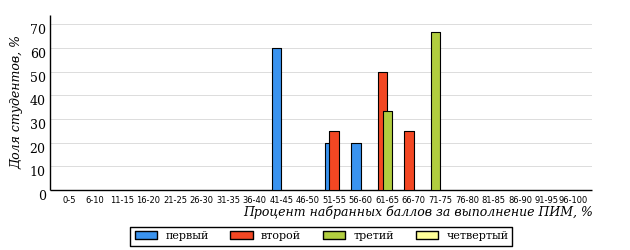 Доля студентов, %
70
60
50
40
30
20
10
0
0-5 6-10 11-15 16-20 21-25 26-30 31-35 36-40 41-45 46-50 51-55 56-60 61-65 66-70 71-75 76-80 81-85 86-90 91-95 96-100
Процент набранных баллов за выполнение ПИМ, %
первый второй третий четвертый